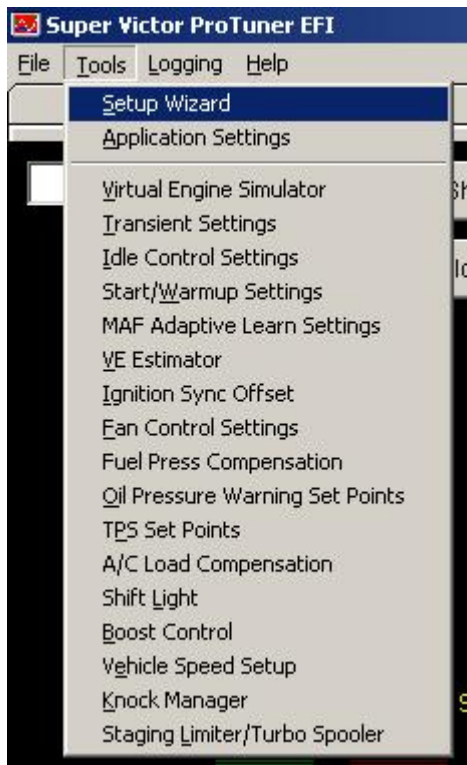 Super Victor ProTuner EFI
File Tools Logging Help
Setup Wizard
Application Settings
Virtual Engine Simulator
Transient Settings
Idle Control Settings
Start/Warmup Settings
MAF Adaptive Learn Settings
VE Estimator
Ignition Sync Offset
Fan Control Settings
Fuel Press Compensation
Oil Pressure Warning Set Points
TPS Set Points
A/C Load Compensation
Shift Light
Boost Control
Vehicle Speed Setup
Knock Manager
Staging Limiter/Turbo Spooler